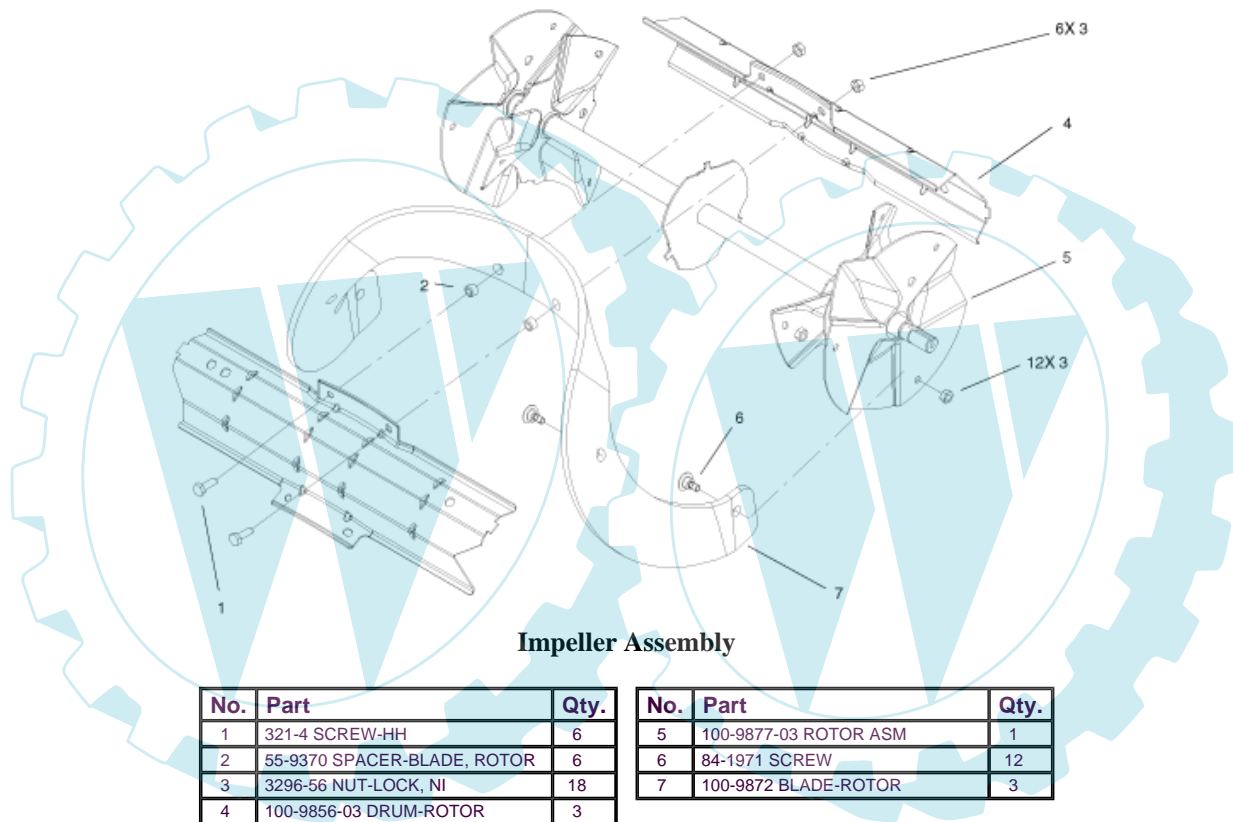 6X 3
4
5
2
12X 3
6
7
1
Impeller Assembly
No. Part Qty.
1 321-4 SCREW-HH 6
2 55-9370 SPACER-BLADE, ROTOR 6
3 3296-56 NUT-LOCK, NI 18
4 100-9856-03 DRUM-ROTOR 3
No. Part Qty.
5 100-9877-03 ROTOR ASM 1
6 84-1971 SCREW 12
7 100-9872 BLADE-ROTOR 3